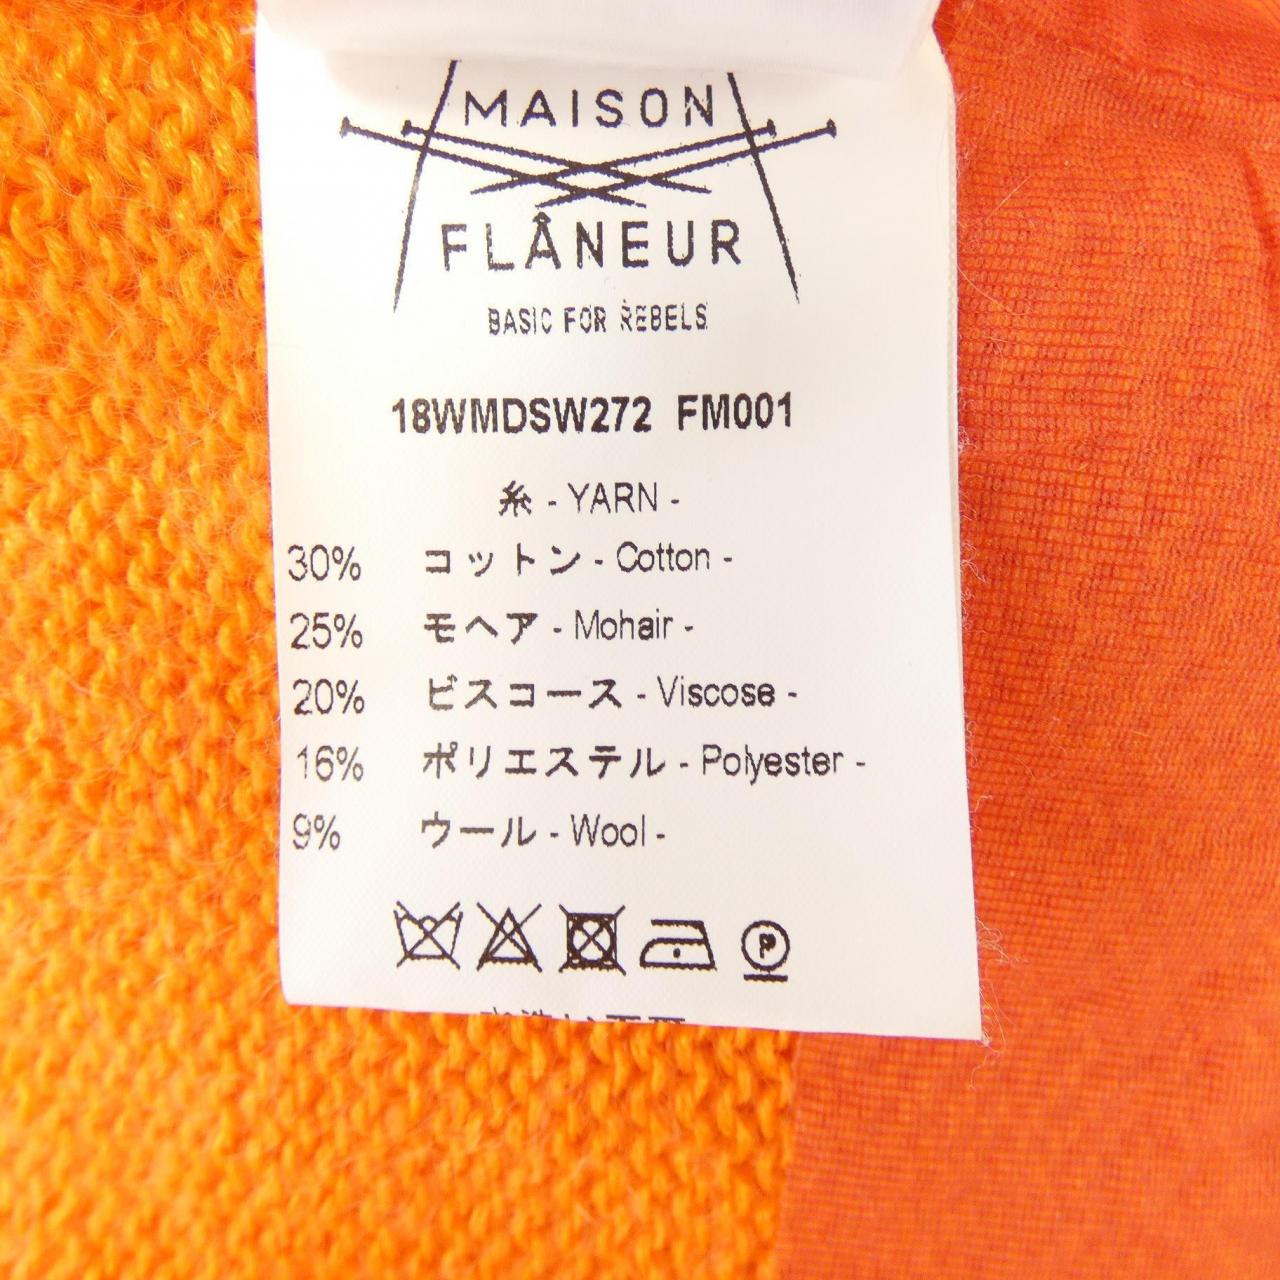 MAISON
FLÂNEUR
BASIC FOR REBELS
18WMDSW272 FM001
糸 - YARN -
30% コットン - Cotton -
25% モヘア - Mohair -
20% ビスコース - Viscose -
16% ポリエステル - Polyester -
9% ウール - Wool -
P